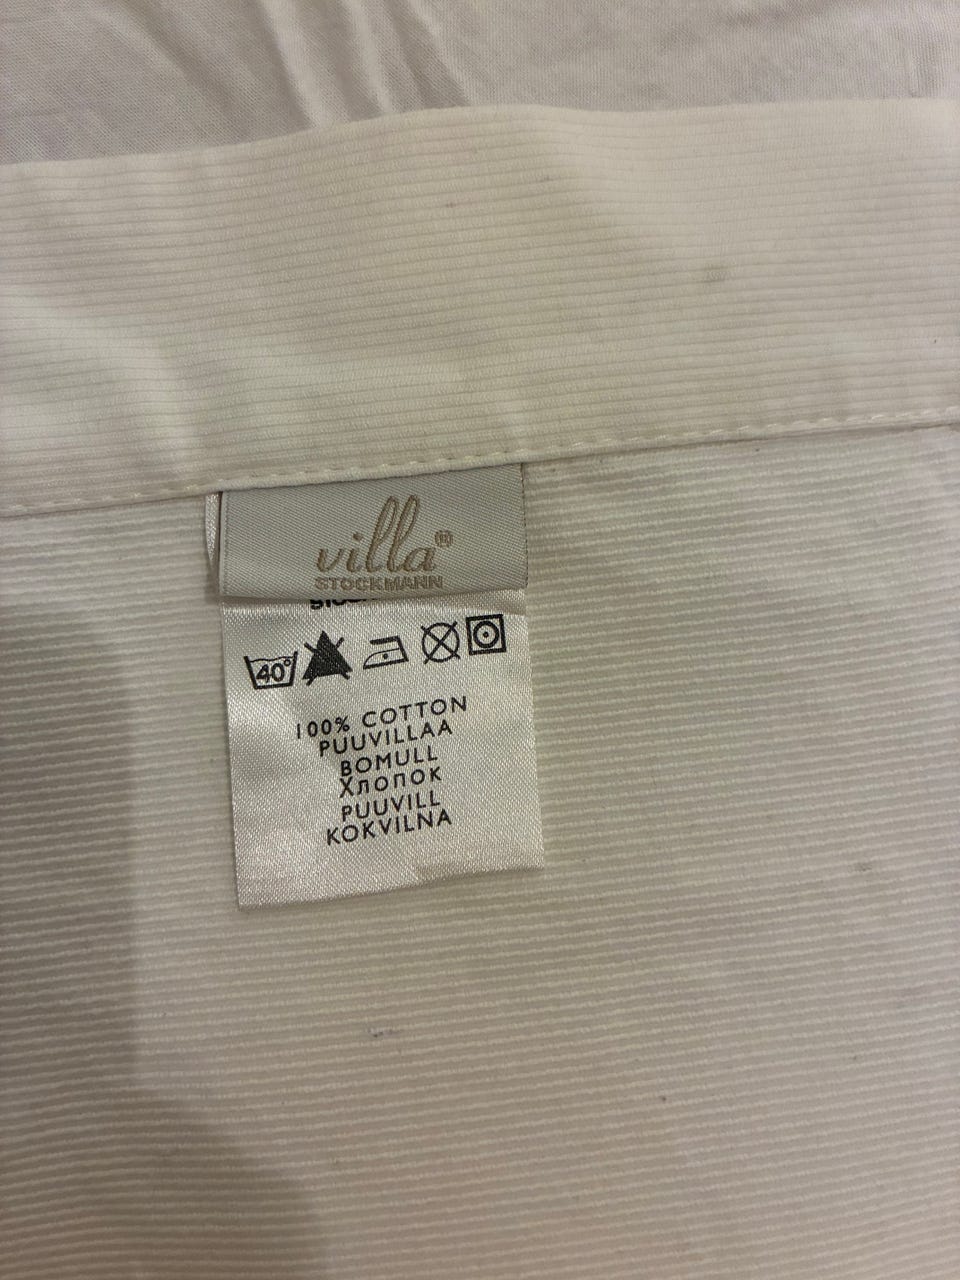 villa®
STOCKMANN
40°
100% COTTON
PUUVILLAA
BOMULL
Хлопок
PUUVILL
KOKVILNA